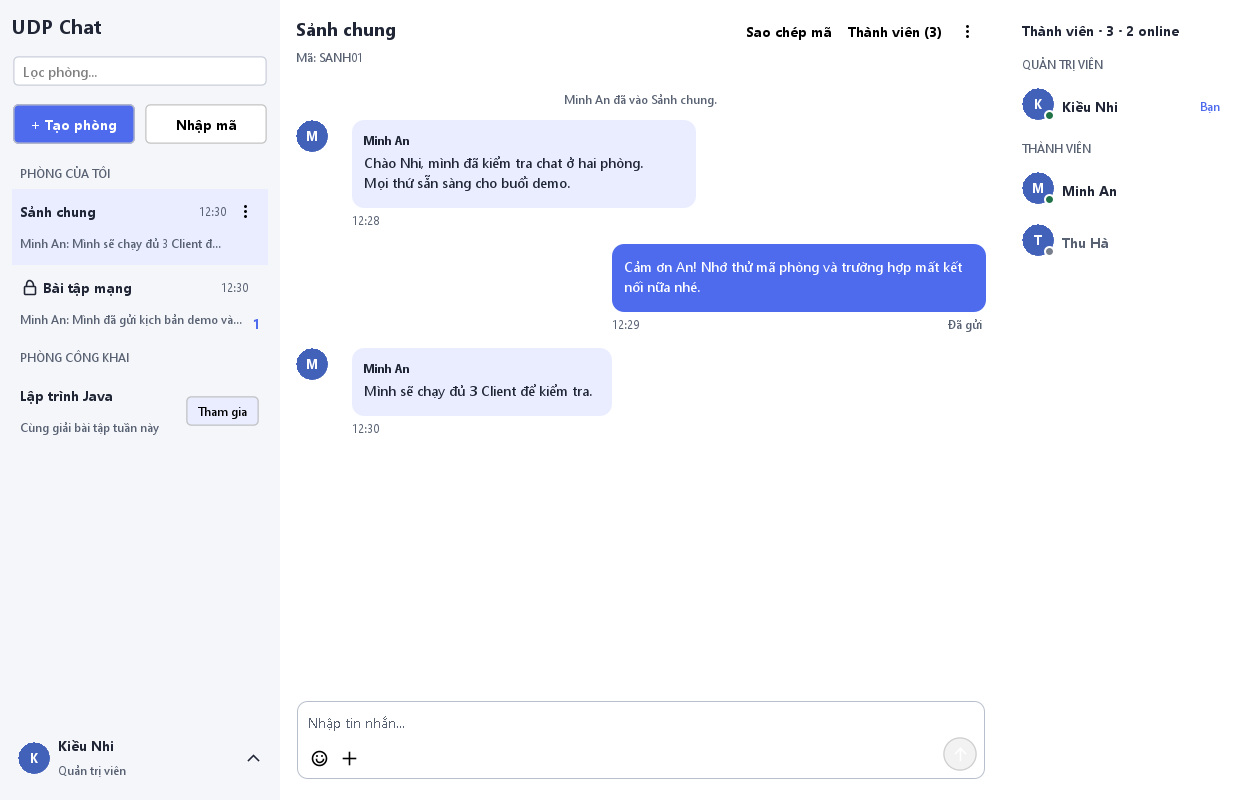 UDP Chat
Lọc phòng...
+ Tạo phòng
Nhập mã
PHÒNG CỦA TÔI
Sảnh chung
12:30
Minh An: Mình sẽ chạy đủ 3 Client đ...
Bài tập mạng
12:30
Minh An: Mình đã gửi kịch bản demo và...
1
PHÒNG CÔNG KHAI
Lập trình Java
Cùng giải bài tập tuần này
Tham gia
K
Kiều Nhi
Quản trị viên
Sảnh chung
Mã: SANH01
Sao chép mã
Thành viên (3)
Minh An đã vào Sảnh chung.
M
Minh An
Chào Nhi, mình đã kiểm tra chat ở hai phòng.
Mọi thứ sẵn sàng cho buổi demo.
12:28
Cảm ơn An! Nhớ thử mã phòng và trường hợp mất kết
nối nữa nhé.
12:29
Đã gửi
M
Minh An
Mình sẽ chạy đủ 3 Client để kiểm tra.
12:30
Nhập tin nhắn...
Thành viên - 3 - 2 online
QUẢN TRỊ VIÊN
K
Kiều Nhi
Bạn
THÀNH VIÊN
M
Minh An
T
Thu Hà